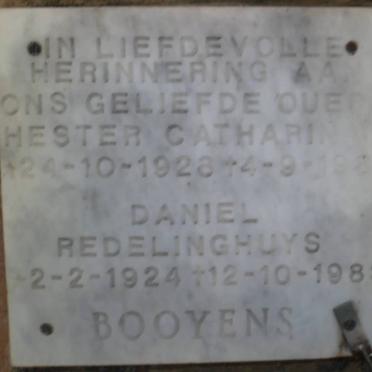 IN LIEFDEVOLLE
HERINNERING AA
ONS GELIEFDE OUER
HESTER CATHARIN
24-10-1928 †4-9-19
DANIEL
REDELINGHUYS
2-2-1924 †12-10-198
BOOYENS